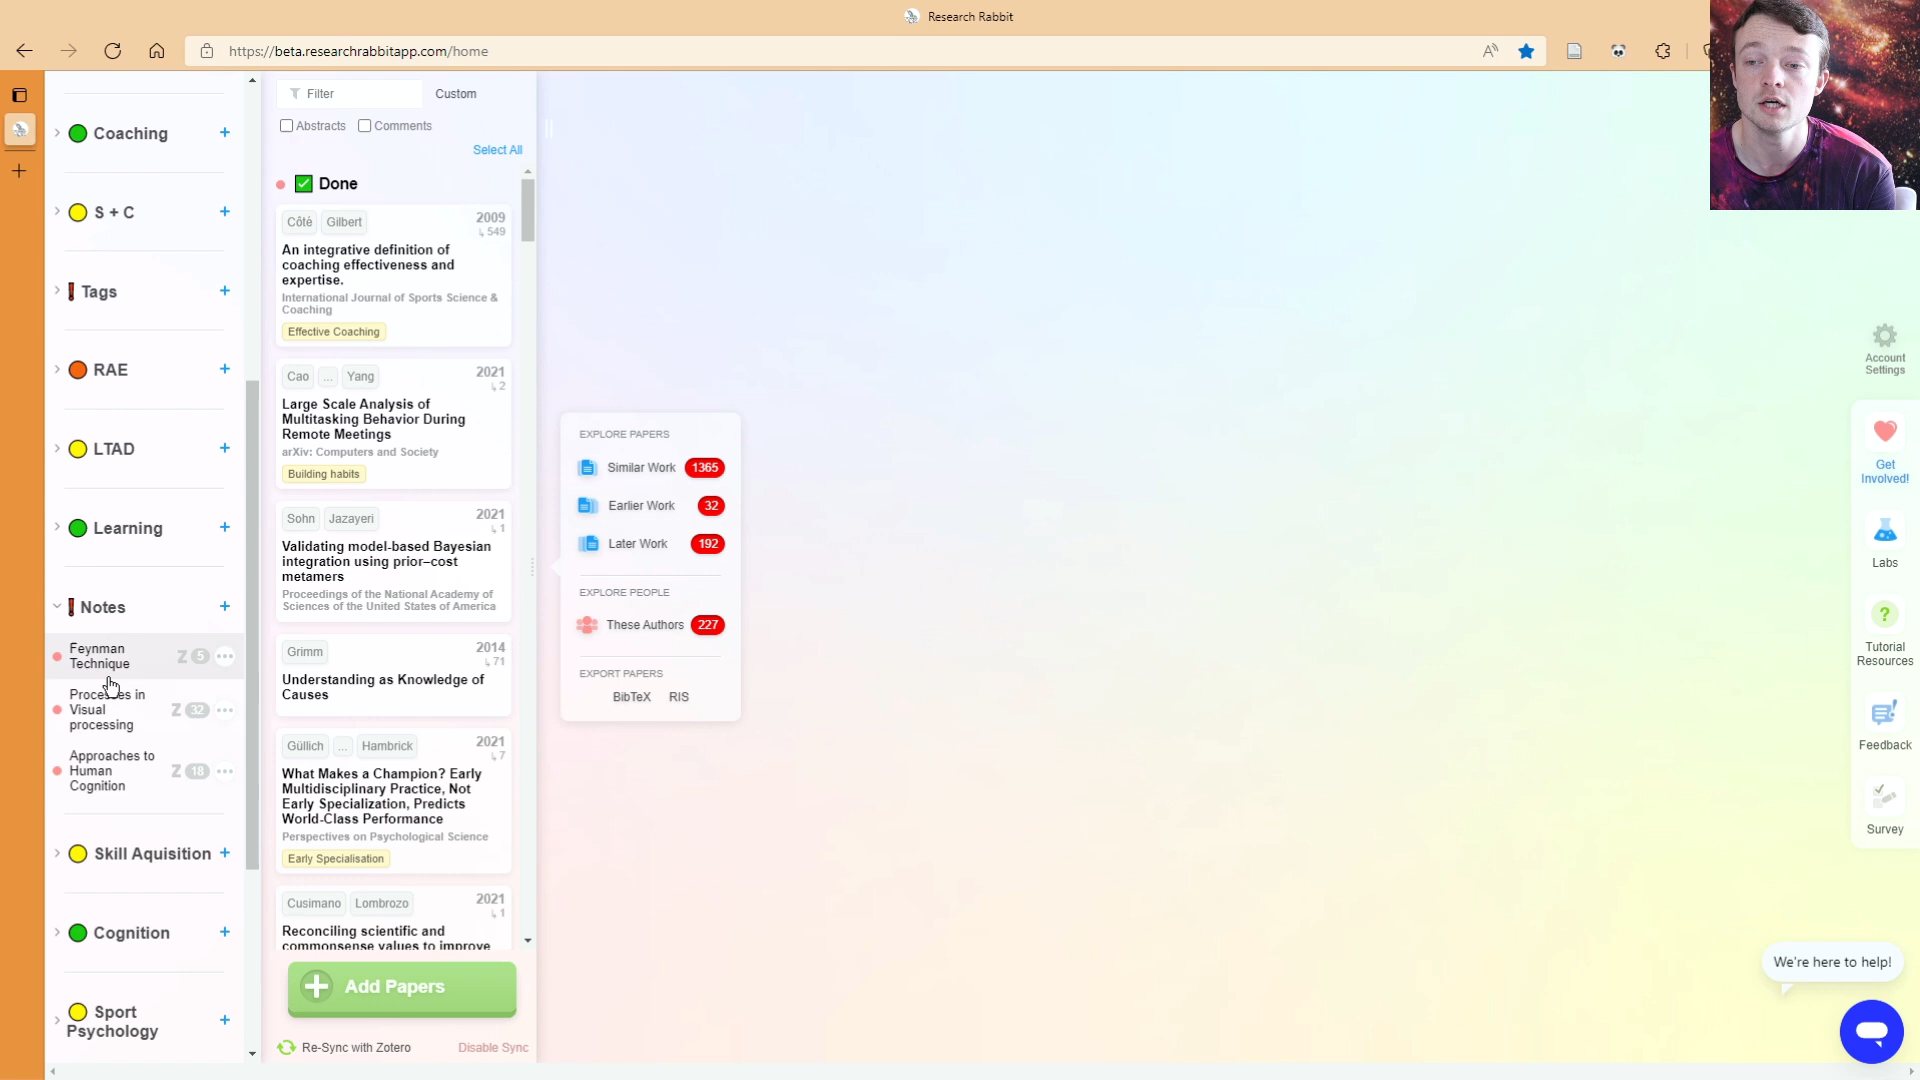 Research Rabbit
https://beta.researchrabbitapp.com/home
Coaching
S + C
Tags
RAE
LTAD
Learning
Notes
Feynman
Technique
Z 5
Processes in
Visual
processing
Z 32
Approaches to
Human
Cognition
Z 18
Skill Aquisition
Cognition
Sport
Psychology
Filter
Custom
Abstracts
Comments
Select All
Done
Côté Gilbert 2009
549
An integrative definition of
coaching effectiveness and
expertise.
International Journal of Sports Science &
Coaching
Effective Coaching
Cao ... Yang 2021
2
Large Scale Analysis of
Multitasking Behavior During
Remote Meetings
arXiv: Computers and Society
Building habits
Sohn Jazayeri 2021
1
Validating model-based Bayesian
integration using prior–cost
metamers
Proceedings of the National Academy of
Sciences of the United States of America
Grimm 2014
71
Understanding as Knowledge of
Causes
Güllich ... Hambrick 2021
7
What Makes a Champion? Early
Multidisciplinary Practice, Not
Early Specialization, Predicts
World-Class Performance
Perspectives on Psychological Science
Early Specialisation
Cusimano Lombrozo 2021
1
Reconciling scientific and
commonsense values to improve
Add Papers
Re-Sync with Zotero
Disable Sync
EXPLORE PAPERS
Similar Work 1365
Earlier Work 32
Later Work 192
EXPLORE PEOPLE
These Authors 227
EXPORT PAPERS
BibTeX RIS
Account
Settings
Get
Involved!
Labs
?
Tutorial
Resources
Feedback
Survey
We're here to help!